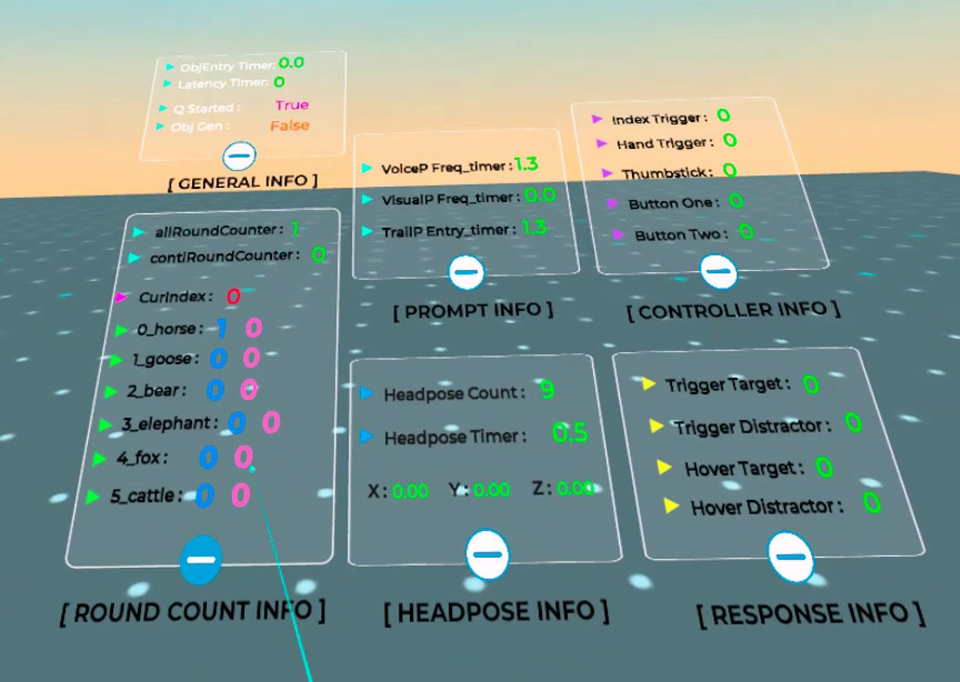 ObjEntry Timer: 0.0
Latency Timer: 0
Q Started : True
Obj Gen : False
[ GENERAL INFO ]
VoiceP Freq_timer : 1.3
VisualP Freq_timer : 0.0
TrailP Entry_timer : 1.3
[ PROMPT INFO ]
Index Trigger : 0
Hand Trigger : 0
Thumbstick : 0
Button One : 0
Button Two : 0
[ CONTROLLER INFO ]
allRoundCounter : 1
contiRoundCounter : 0
CurIndex : 0
0_horse : 1 0
1_goose : 0 0
2_bear : 0 0
3_elephant : 0 0
4_fox : 0 0
5_cattle : 0 0
[ ROUND COUNT INFO ]
Headpose Count : 9
Headpose Timer : 0.5
X : 0.00 Y : 0.00 Z : 0.00
[ HEADPOSE INFO ]
Trigger Target : 0
Trigger Distractor : 0
Hover Target : 0
Hover Distractor : 0
[ RESPONSE INFO ]